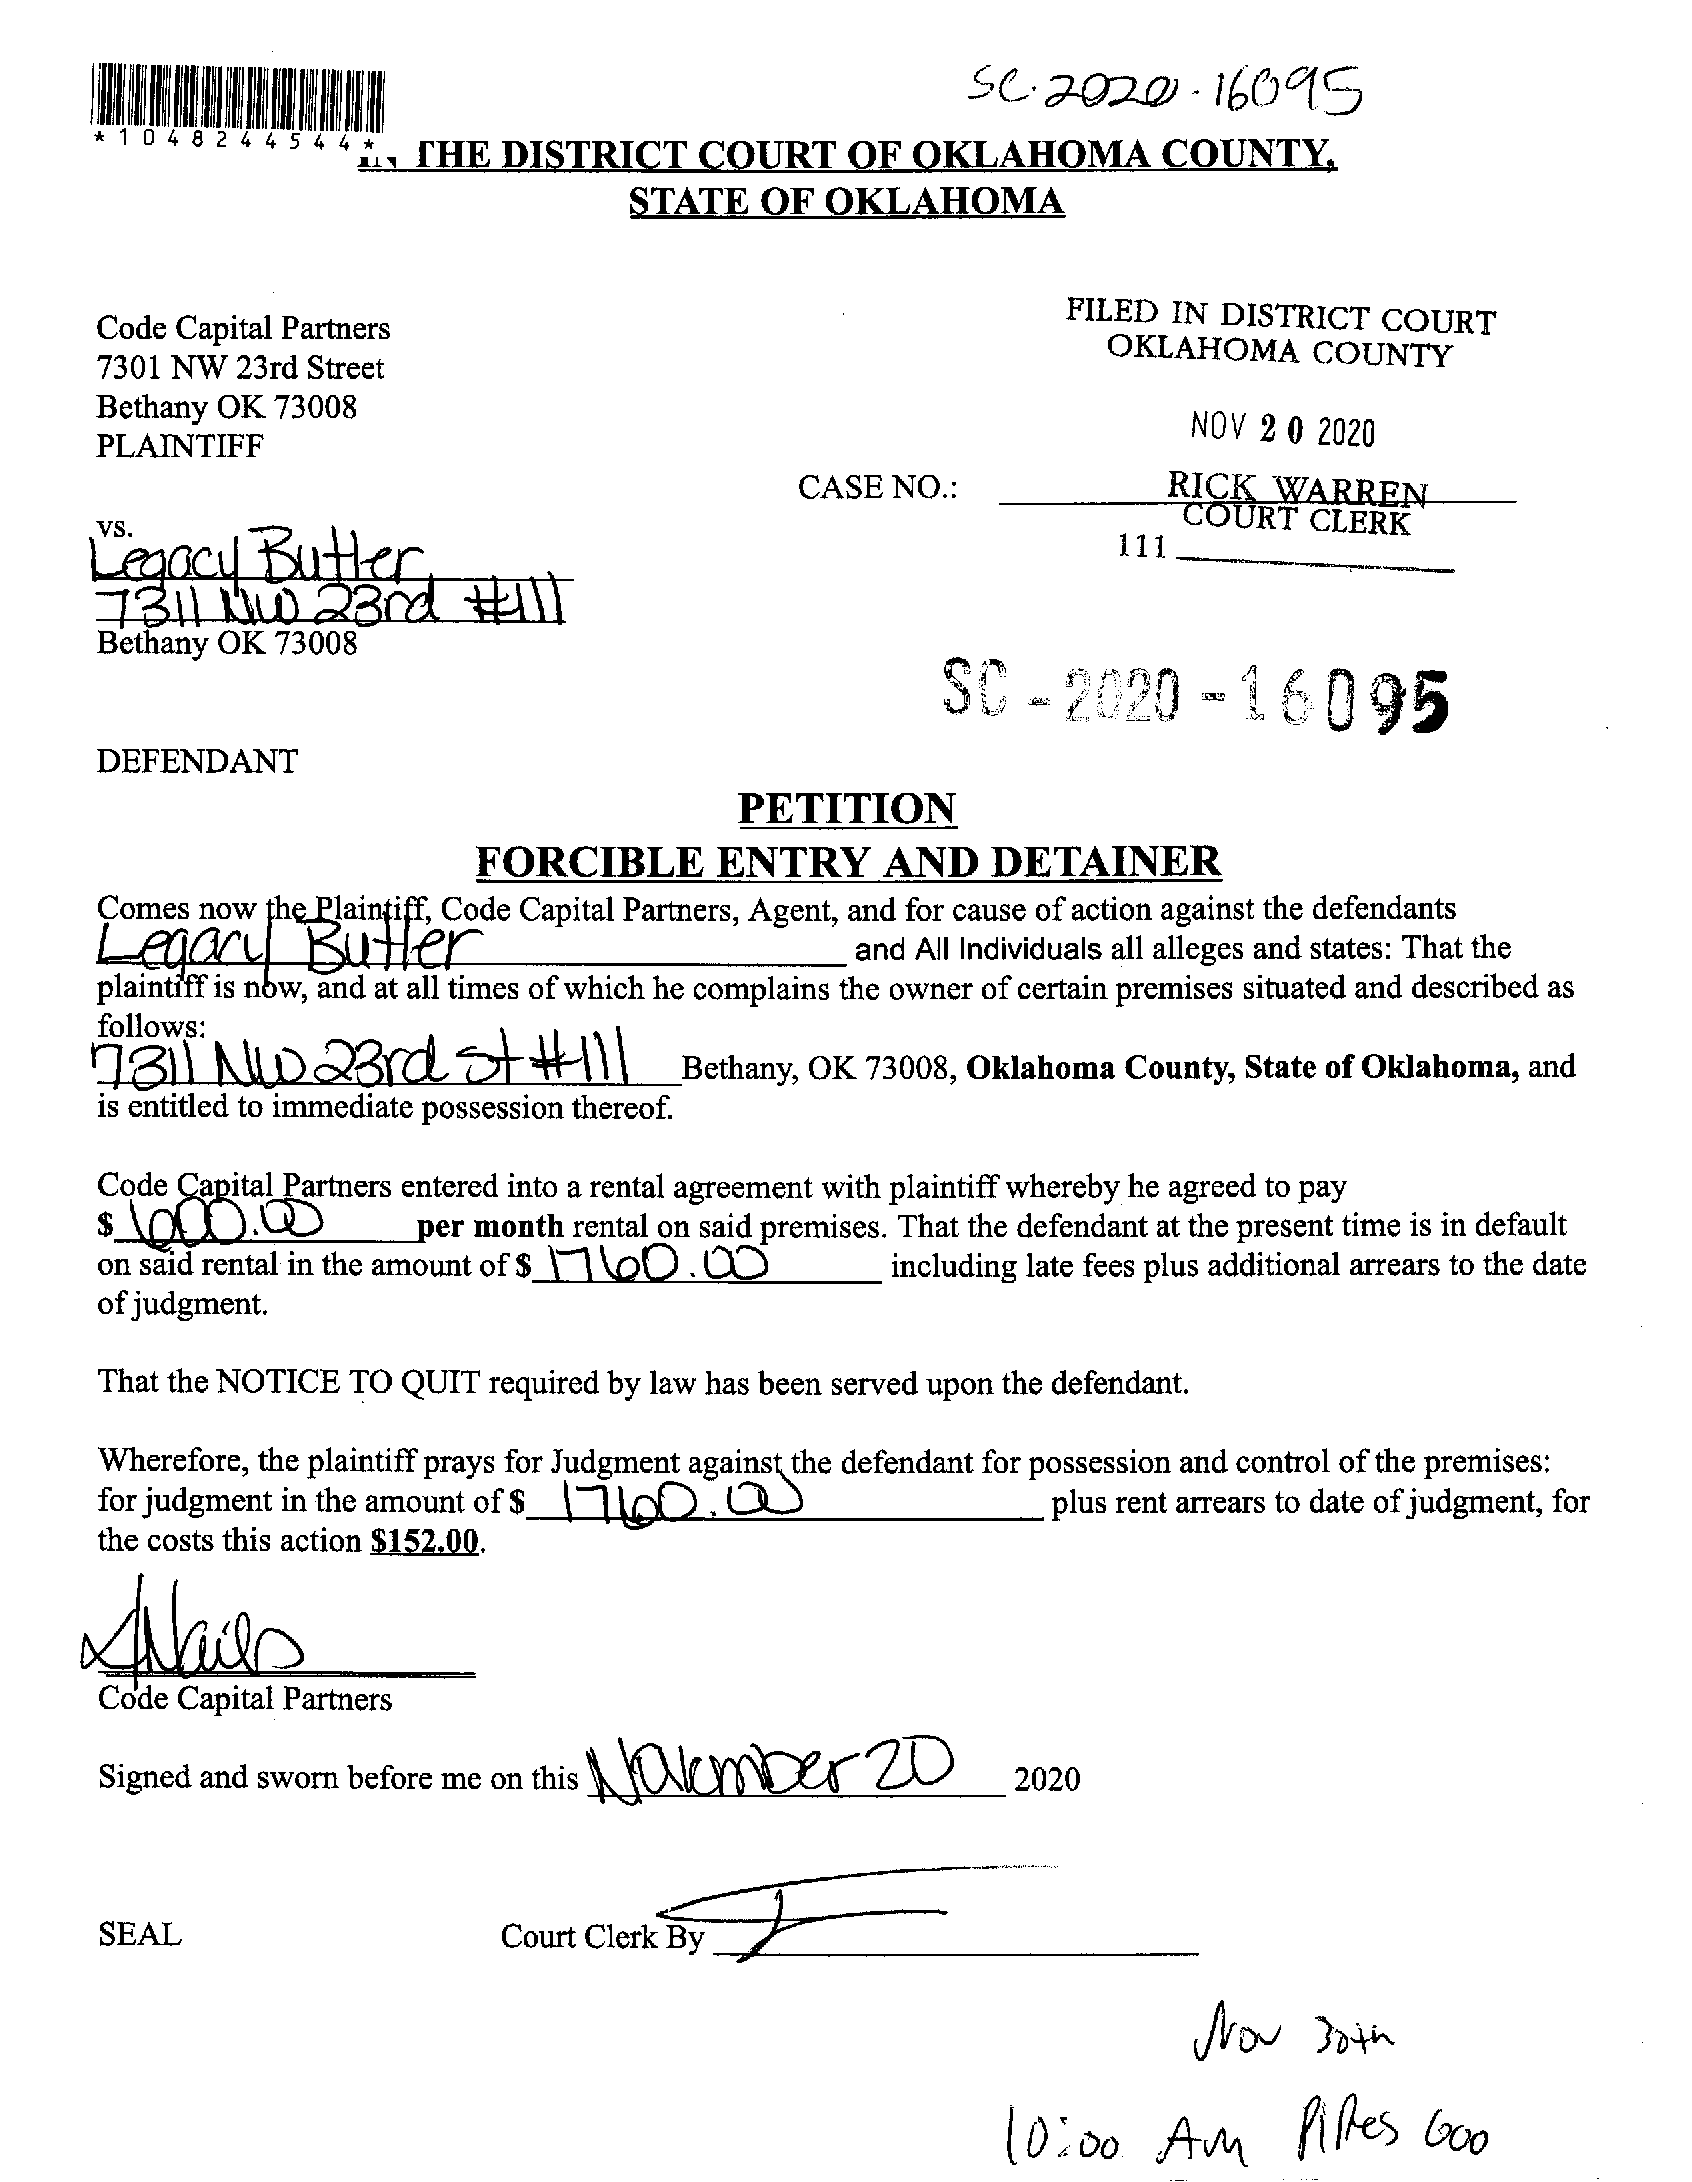 SC-2020-16095
*1048244544*
IN THE DISTRICT COURT OF OKLAHOMA COUNTY,
STATE OF OKLAHOMA
Code Capital Partners
7301 NW 23rd Street
Bethany OK 73008
PLAINTIFF
FILED IN DISTRICT COURT
OKLAHOMA COUNTY
NOV 20 2020
CASE NO.:
RICK WARREN
COURT CLERK
111
vs.
Legacy Butler
7311 NW 23rd #111
Bethany OK 73008
SC-2020-16095
DEFENDANT
PETITION
FORCIBLE ENTRY AND DETAINER
Comes now the Plaintiff, Code Capital Partners, Agent, and for cause of action against the defendants
Legacy Butler and All Individuals all alleges and states: That the
plaintiff is now, and at all times of which he complains the owner of certain premises situated and described as
follows:
7311 NW 23rd St #111 Bethany, OK 73008, Oklahoma County, State of Oklahoma, and
is entitled to immediate possession thereof.
Code Capital Partners entered into a rental agreement with plaintiff whereby he agreed to pay
$ per month rental on said premises. That the defendant at the present time is in default
on said rental in the amount of $ 1760.00 including late fees plus additional arrears to the date
of judgment.
That the NOTICE TO QUIT required by law has been served upon the defendant.
Wherefore, the plaintiff prays for Judgment against the defendant for possession and control of the premises:
for judgment in the amount of $ 1760.00 plus rent arrears to date of judgment, for
the costs this action $152.00.
Code Capital Partners
Signed and sworn before me on this November 20 2020
SEAL
Court Clerk By
Nov 30th
10:00 AM